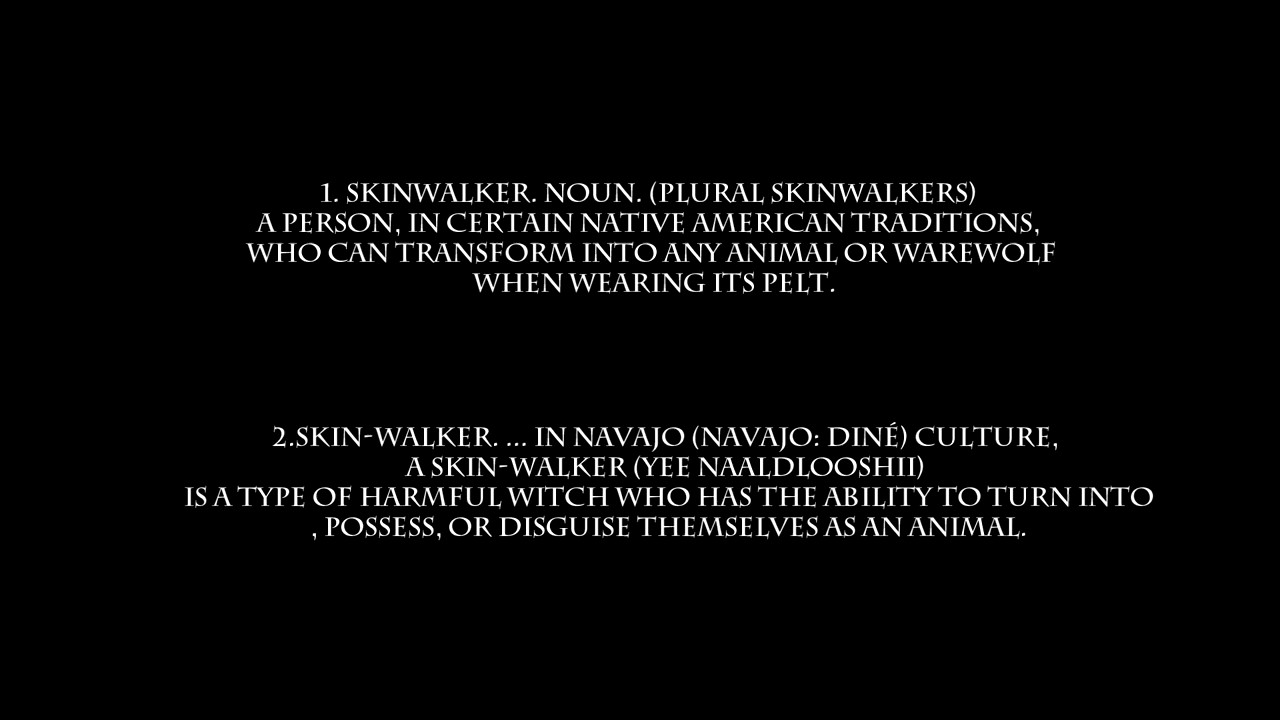 1. SKINWALKER. NOUN. (PLURAL SKINWALKERS)
A PERSON, IN CERTAIN NATIVE AMERICAN TRADITIONS,
WHO CAN TRANSFORM INTO ANY ANIMAL OR WAREWOLF
WHEN WEARING ITS PELT.
2.SKIN-WALKER. ... IN NAVAJO (NAVAJO: DINÉ) CULTURE,
A SKIN-WALKER (YEE NAALDLOOSHII)
IS A TYPE OF HARMFUL WITCH WHO HAS THE ABILITY TO TURN INTO
, POSSESS, OR DISGUISE THEMSELVES AS AN ANIMAL.